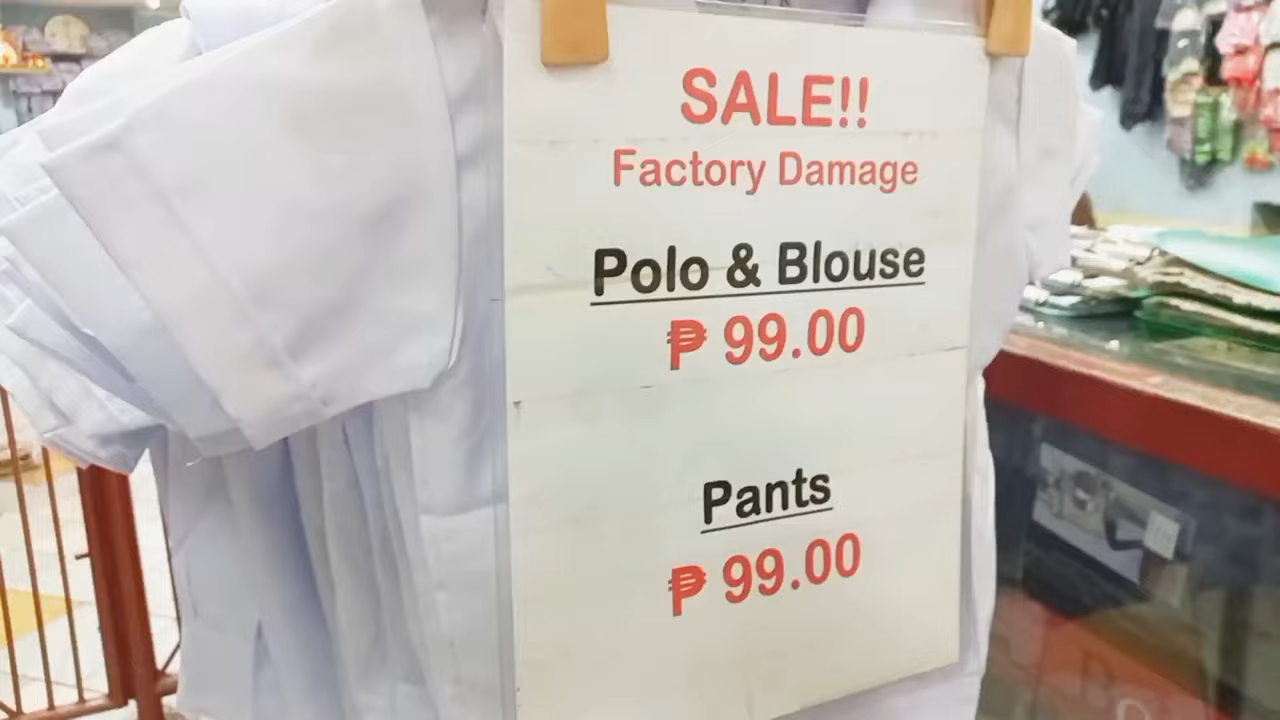 SALE!!
Factory Damage
Polo & Blouse
₱ 99.00
Pants
₱ 99.00